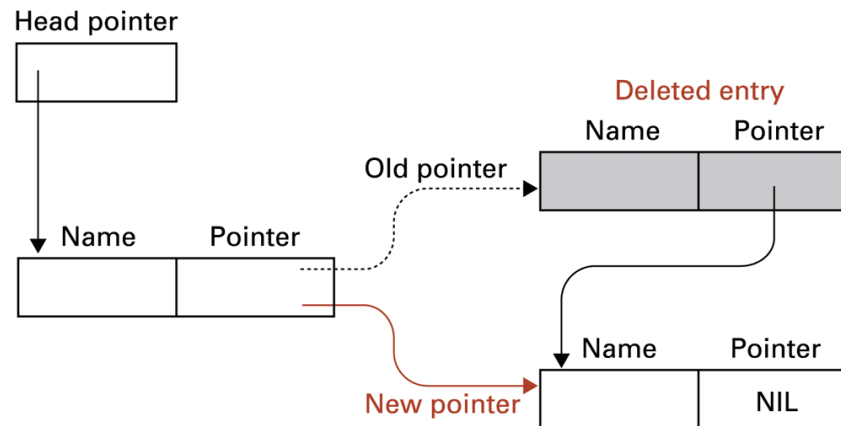 Head pointer
Deleted entry
Name Pointer
Old pointer
Name Pointer
Name Pointer
New pointer
NIL